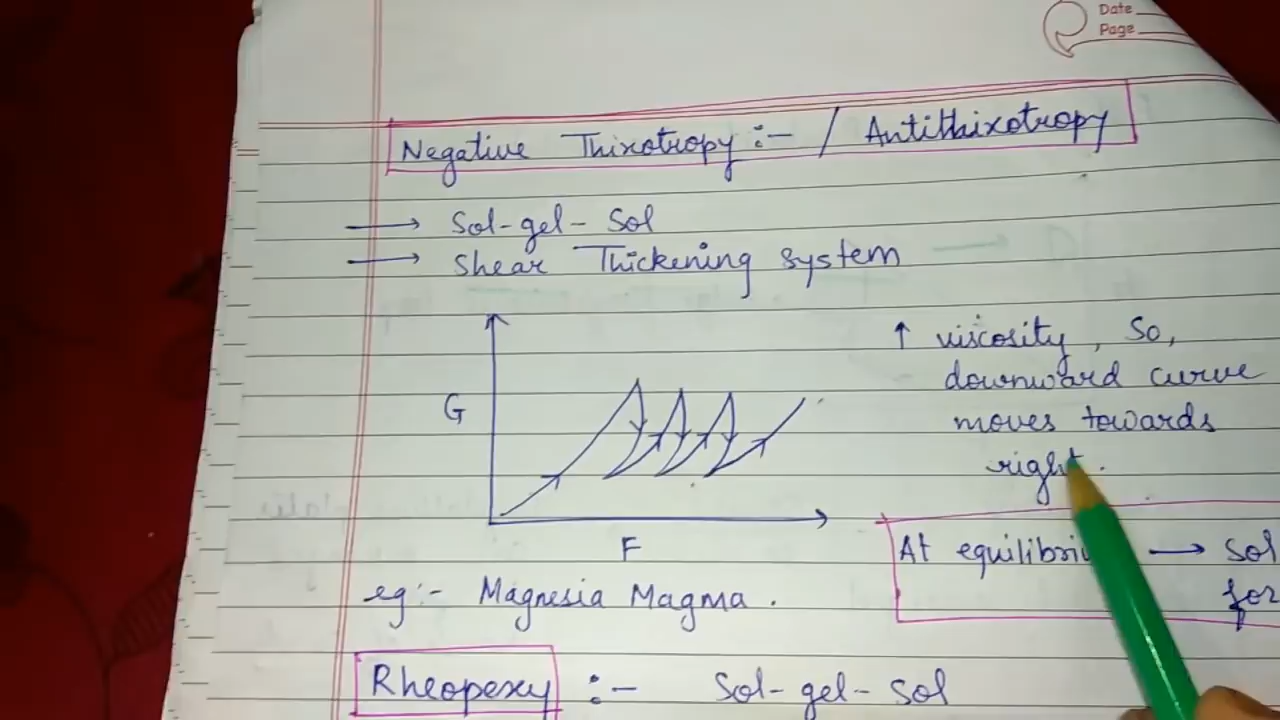 Date
Page
Negative Thixotropy :- / Antithixotropy
→ Sol-gel-Sol
→ Shear Thickening system
↑ viscosity, So,
downward curve
moves towards
right.
G
F
At equilibri → Sol
for
eg:- Magnesia Magma.
Rheopexy :- Sol-gel-Sol